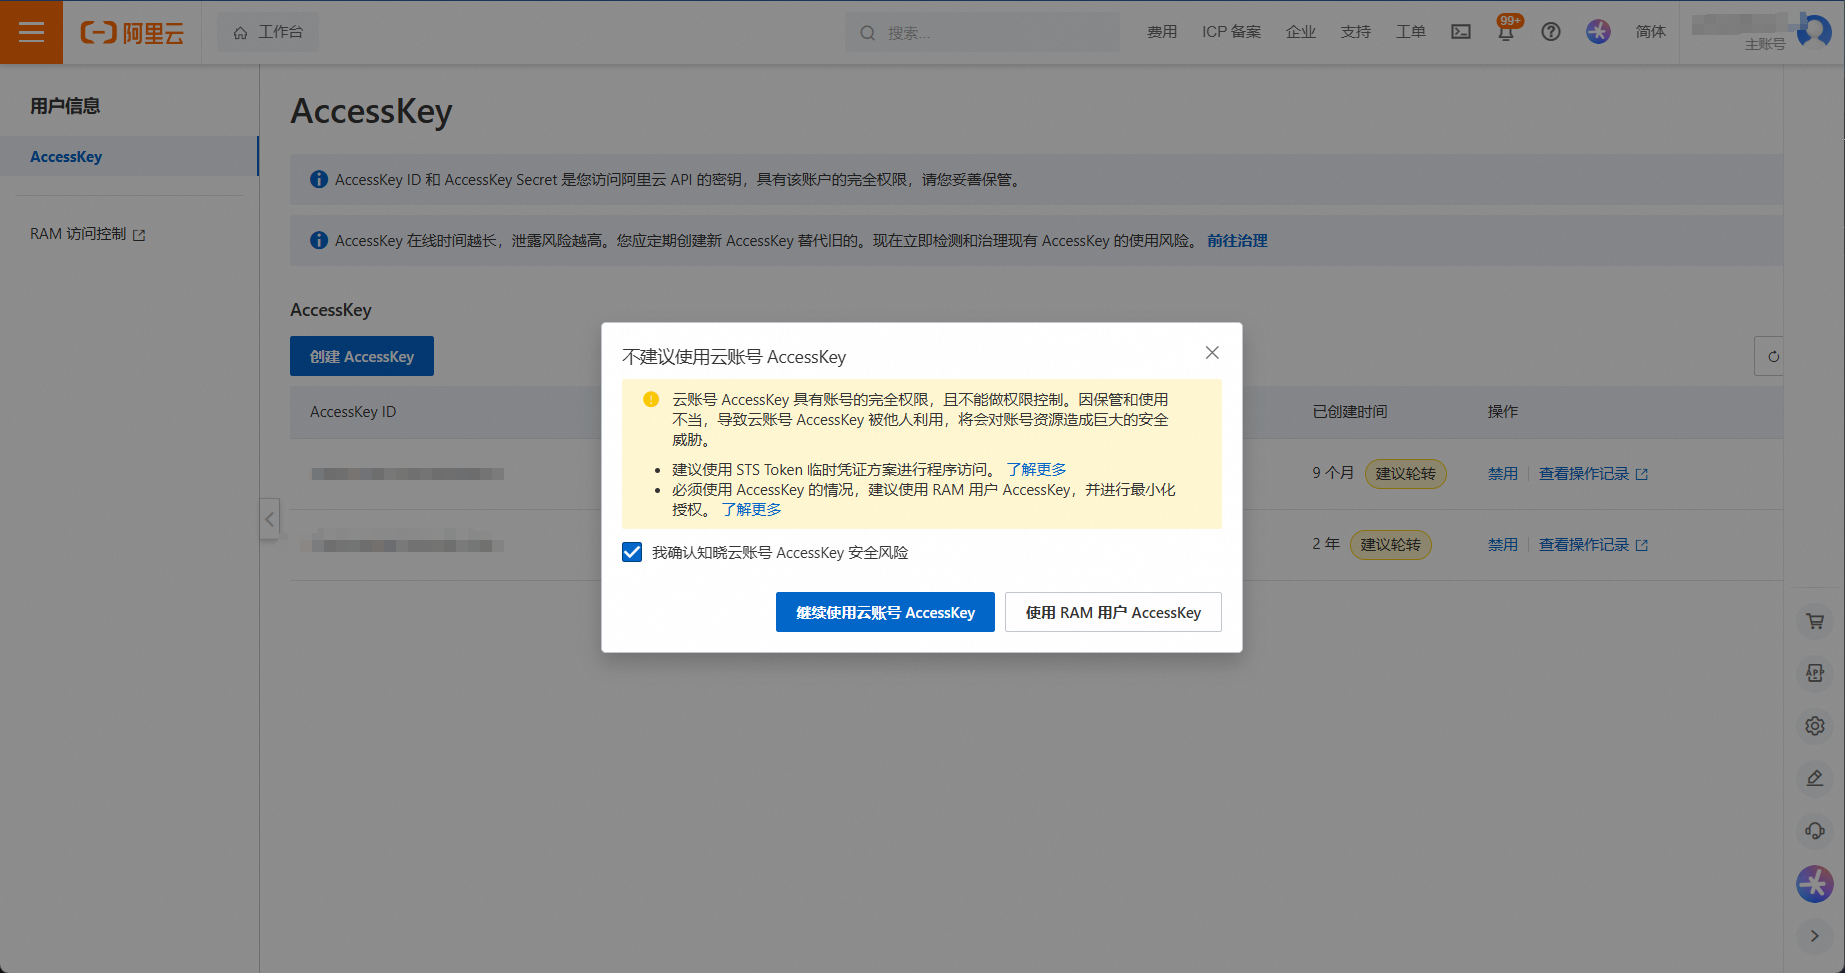 阿里云
工作台
搜索...
费用
ICP 备案
企业
支持
工单
99+
简体
主账号
用户信息
AccessKey
RAM 访问控制
AccessKey
AccessKey ID 和 AccessKey Secret 是您访问阿里云 API 的密钥，具有该账户的完全权限，请您妥善保管。
AccessKey 在线时间越长，泄露风险越高。您应定期创建新 AccessKey 替代旧的。现在立即检测和治理现有 AccessKey 的使用风险。 前往治理
AccessKey
创建 AccessKey
AccessKey ID
已创建时间
操作
9 个月
建议轮转
禁用
查看操作记录
2 年
建议轮转
禁用
查看操作记录
不建议使用云账号 AccessKey
云账号 AccessKey 具有账号的完全权限，且不能做权限控制。因保管和使用
不当，导致云账号 AccessKey 被他人利用，将会对账号资源造成巨大的安全
威胁。
建议使用 STS Token 临时凭证方案进行程序访问。 了解更多
必须使用 AccessKey 的情况，建议使用 RAM 用户 AccessKey，并进行最小化
授权。 了解更多
我确认知晓云账号 AccessKey 安全风险
继续使用云账号 AccessKey
使用 RAM 用户 AccessKey
APP